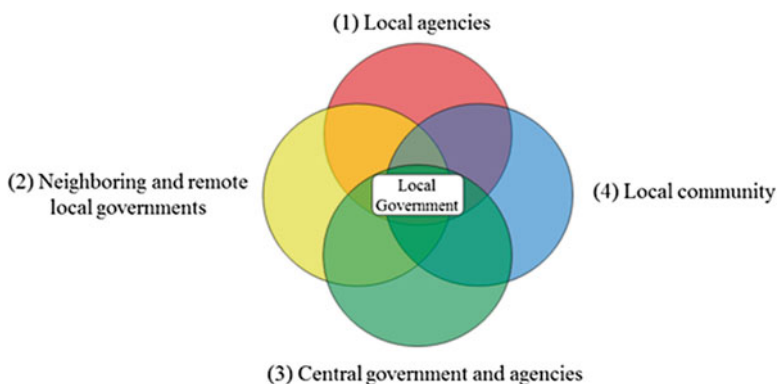 (1) Local agencies
(2) Neighboring and remote
local governments
Local
Government
(4) Local community
(3) Central government and agencies